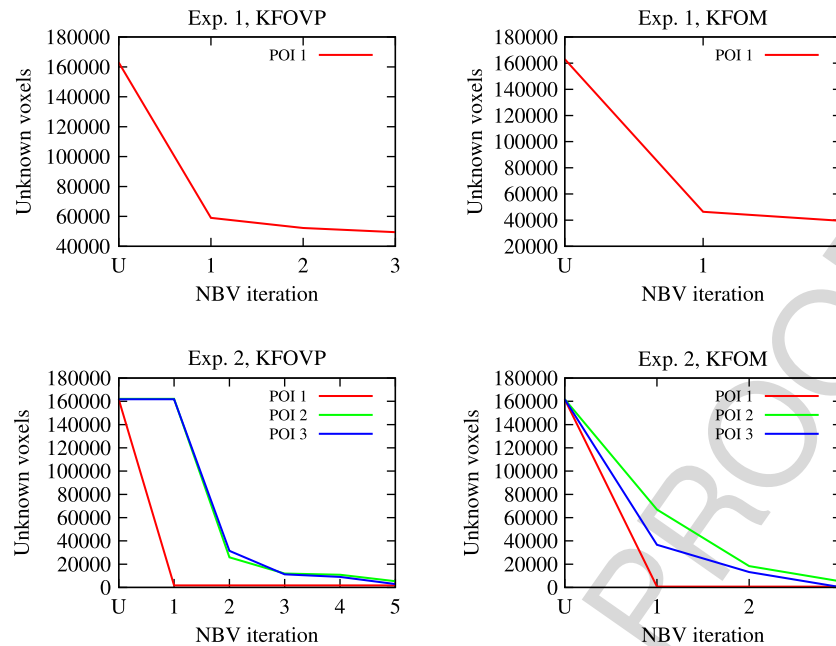 Exp. 1, KFOVP
180000
160000
140000
120000
100000
80000
60000
40000
Unknown voxels
POI 1
U 1 2 3
NBV iteration
Exp. 1, KFOM
180000
160000
140000
120000
100000
80000
60000
40000
20000
Unknown voxels
POI 1
U 1
NBV iteration
Exp. 2, KFOVP
180000
160000
140000
120000
100000
80000
60000
40000
20000
0
Unknown voxels
POI 1
POI 2
POI 3
U 1 2 3 4 5
NBV iteration
Exp. 2, KFOM
180000
160000
140000
120000
100000
80000
60000
40000
20000
0
Unknown voxels
POI 1
POI 2
POI 3
U 1 2
NBV iteration
PROO